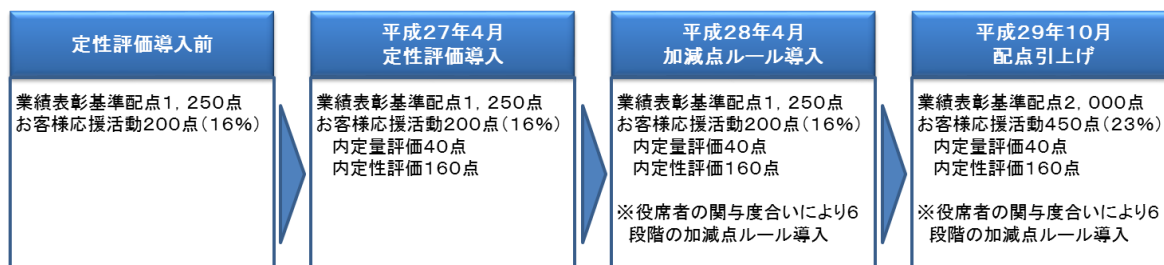 定性評価導入前
業績表彰基準配点1,250点
お客様応援活動200点(16%)
平成27年4月
定性評価導入
業績表彰基準配点1,250点
お客様応援活動200点(16%)
内定量評価40点
内定性評価160点
平成28年4月
加減点ルール導入
業績表彰基準配点1,250点
お客様応援活動200点(16%)
内定量評価40点
内定性評価160点
※役席者の関与度合いにより6
段階の加減点ルール導入
平成29年10月
配点引上げ
業績表彰基準配点2,000点
お客様応援活動450点(23%)
内定量評価40点
内定性評価160点
※役席者の関与度合いにより6
段階の加減点ルール導入